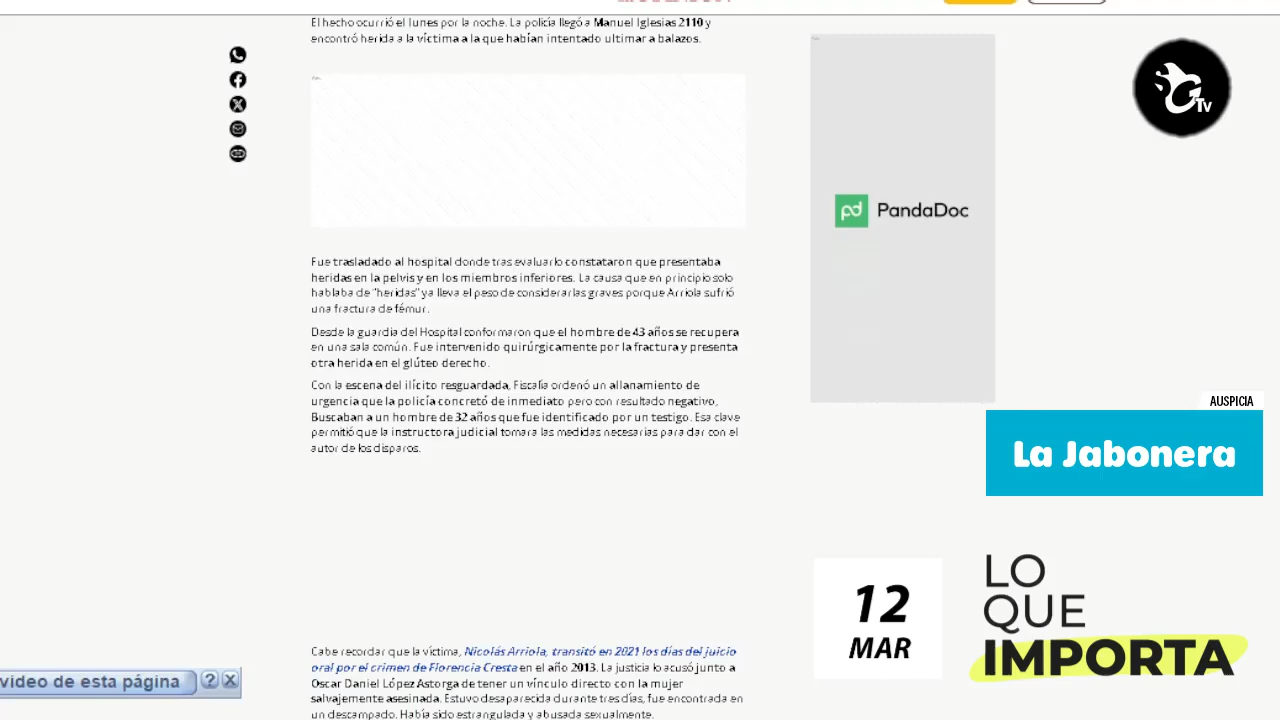 El hecho ocurrió el lunes por la noche. La policía llegó a Manuel Iglesias 2110 y
encontró herida a la víctima a la que habían intentado ultimar a balazos.
Fue trasladado al hospital donde tras evaluarlo constataron que presentaba
heridas en la pelvis y en los miembros inferiores. La causa que en principio solo
hablaba de "heridas" ya lleva el peso de considerarlas graves porque Arriola sufrió
una fractura de fémur.
Desde la guardia del Hospital conformaron que el hombre de 43 años se recupera
en una sala común. Fue intervenido quirúrgicamente por la fractura y presenta
otra herida en el glúteo derecho.
Con la escena del ilícito resguardada, Fiscalía ordenó un allanamiento de
urgencia que la policía concretó de inmediato pero con resultado negativo,
Buscaban a un hombre de 32 años que fue identificado por un testigo. Esa clave
permitió que la instructora judicial tomara las medidas necesarias para dar con el
autor de los disparos.
Cabe recordar que la víctima, Nicolás Arriola, transitó en 2021 los días del juicio
oral por el crimen de Florencia Cresta en el año 2013. La justicia lo acusó junto a
Oscar Daniel López Astorga de tener un vínculo directo con la mujer
salvajemente asesinada. Estuvo desaparecida durante tres días, fue encontrada en
un descampado. Había sido estrangulada y abusada sexualmente.
pd PandaDoc
GTv
AUSPICIA
La Jabonera
12
MAR
LO
QUE
IMPORTA
video de esta página ? X